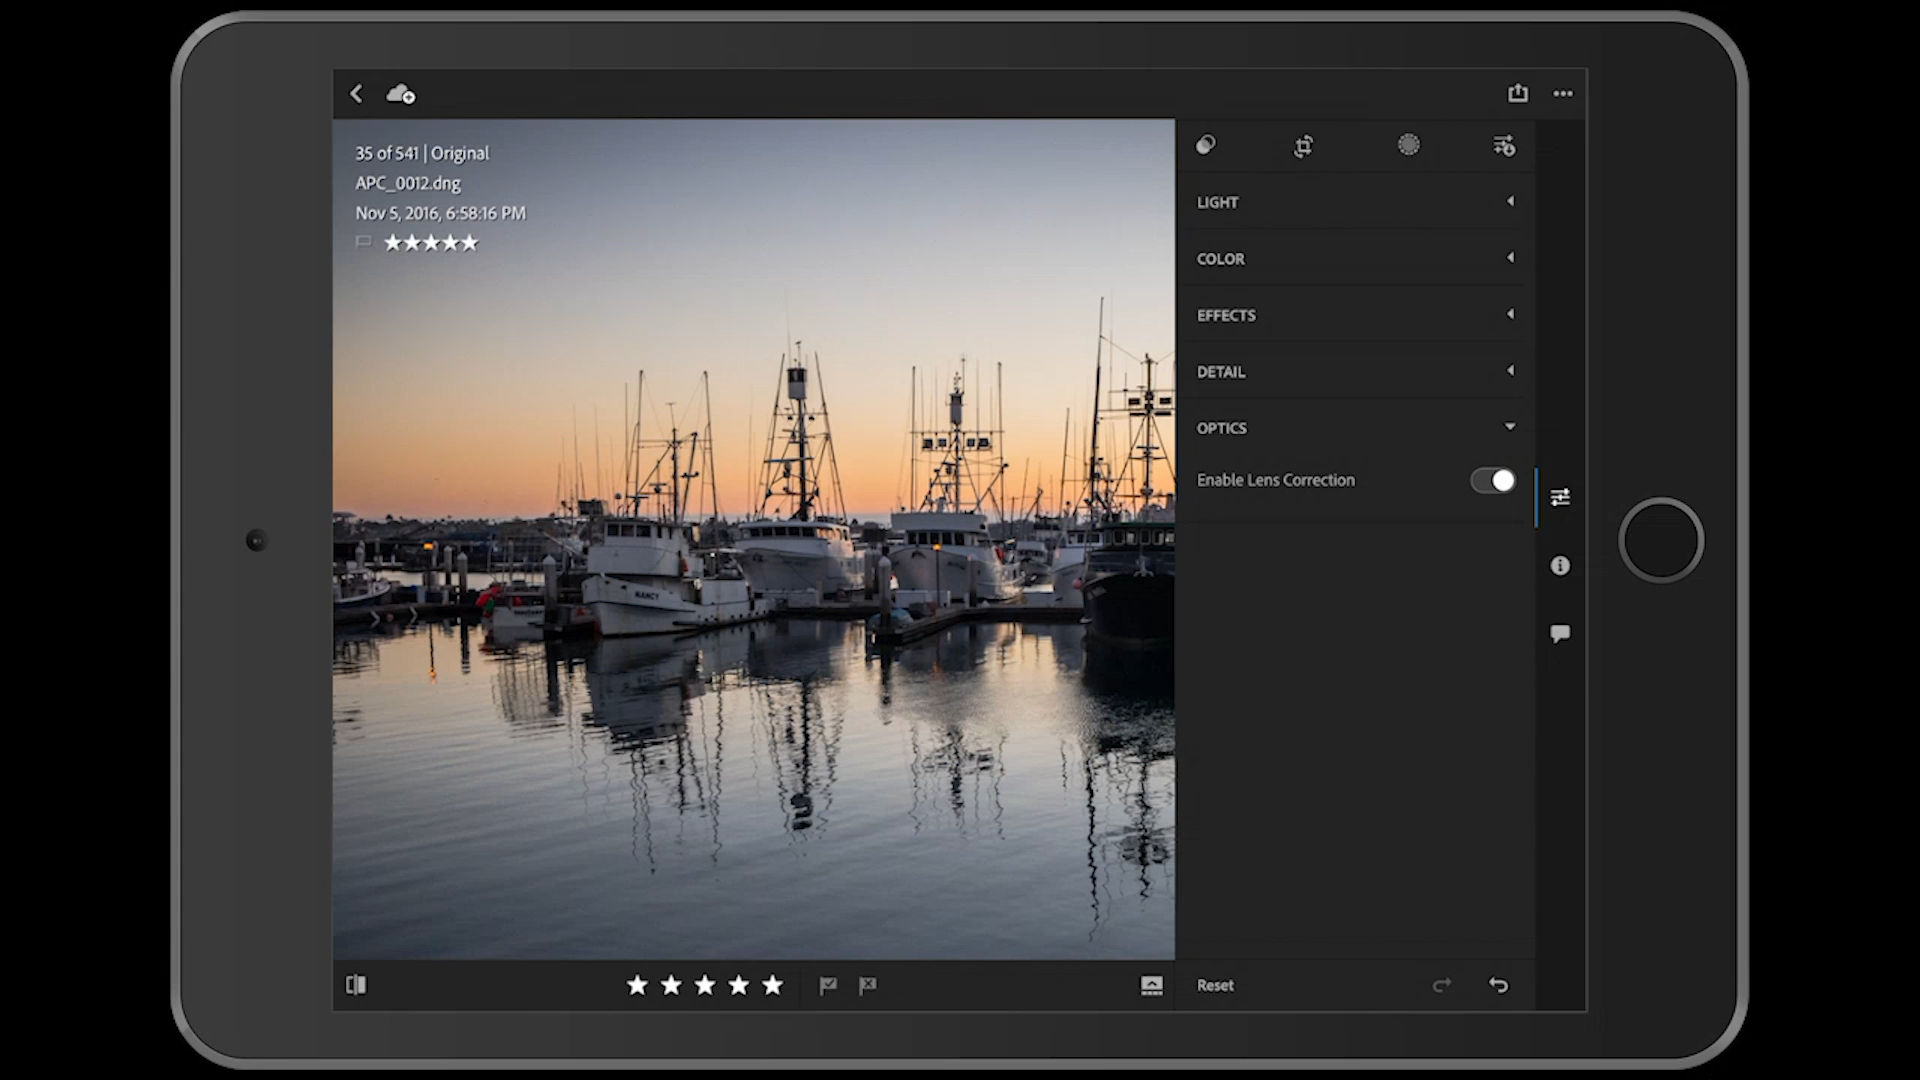 35 of 541 | Original
APC_0012.dng
Nov 5, 2016, 6:58:16 PM
LIGHT
COLOR
EFFECTS
DETAIL
OPTICS
Enable Lens Correction
NANCY
Reset